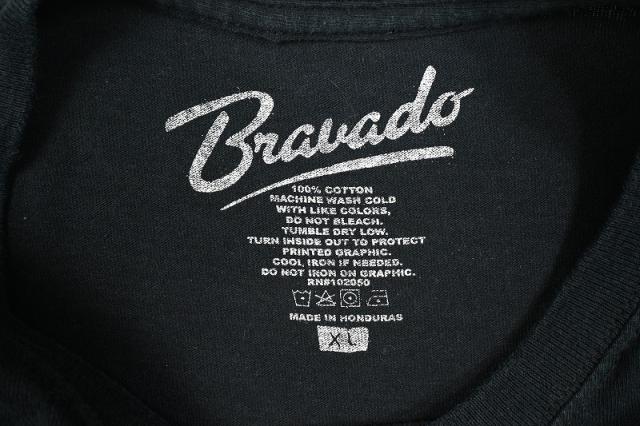 Bravado
100% COTTON
MACHINE WASH COLD
WITH LIKE COLORS,
DO NOT BLEACH.
TUMBLE DRY LOW.
TURN INSIDE OUT TO PROTECT
PRINTED GRAPHIC.
COOL IRON IF NEEDED.
DO NOT IRON ON GRAPHIC.
RN#102050
MADE IN HONDURAS
XL